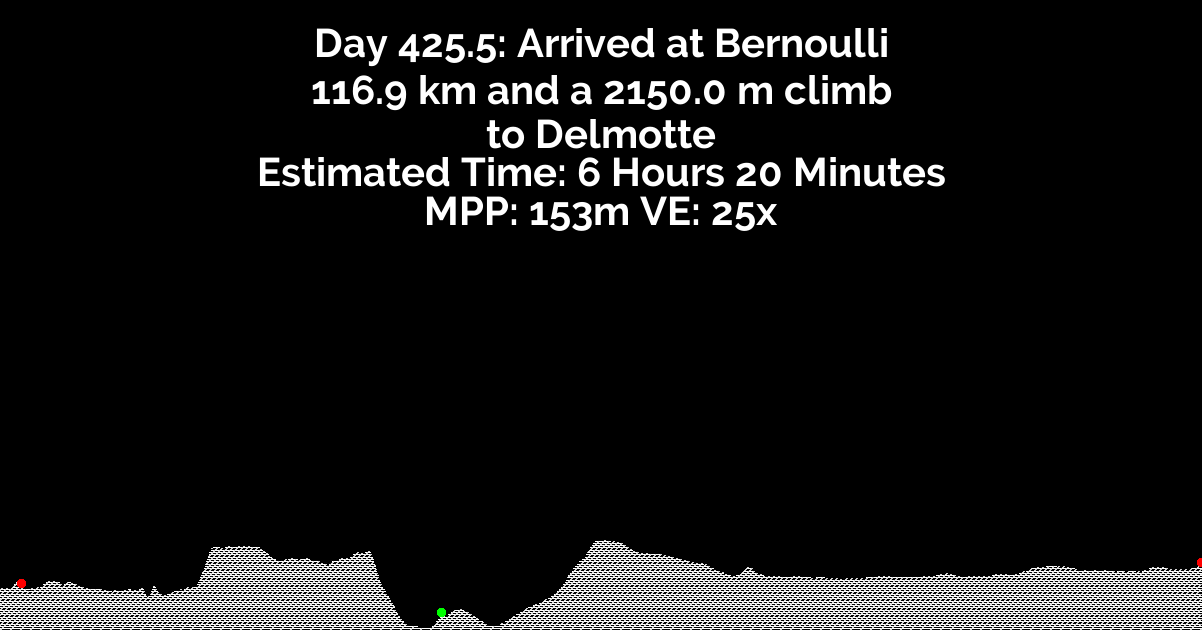 Day 425.5: Arrived at Bernoulli
116.9 km and a 2150.0 m climb
to Delmotte
Estimated Time: 6 Hours 20 Minutes
MPP: 153m VE: 25x